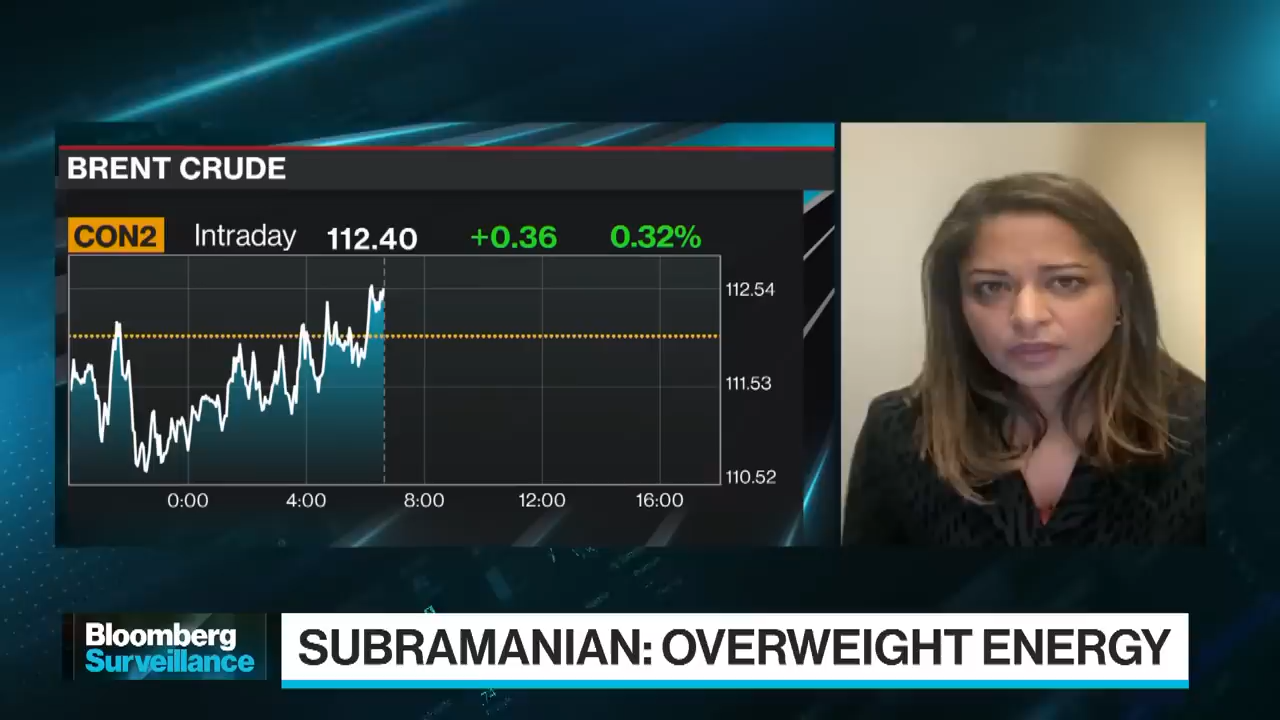 BRENT CRUDE
CON2 Intraday 112.40 +0.36 0.32%
112.54
111.53
110.52
0:00 4:00 8:00 12:00 16:00
Bloomberg
Surveillance
SUBRAMANIAN: OVERWEIGHT ENERGY